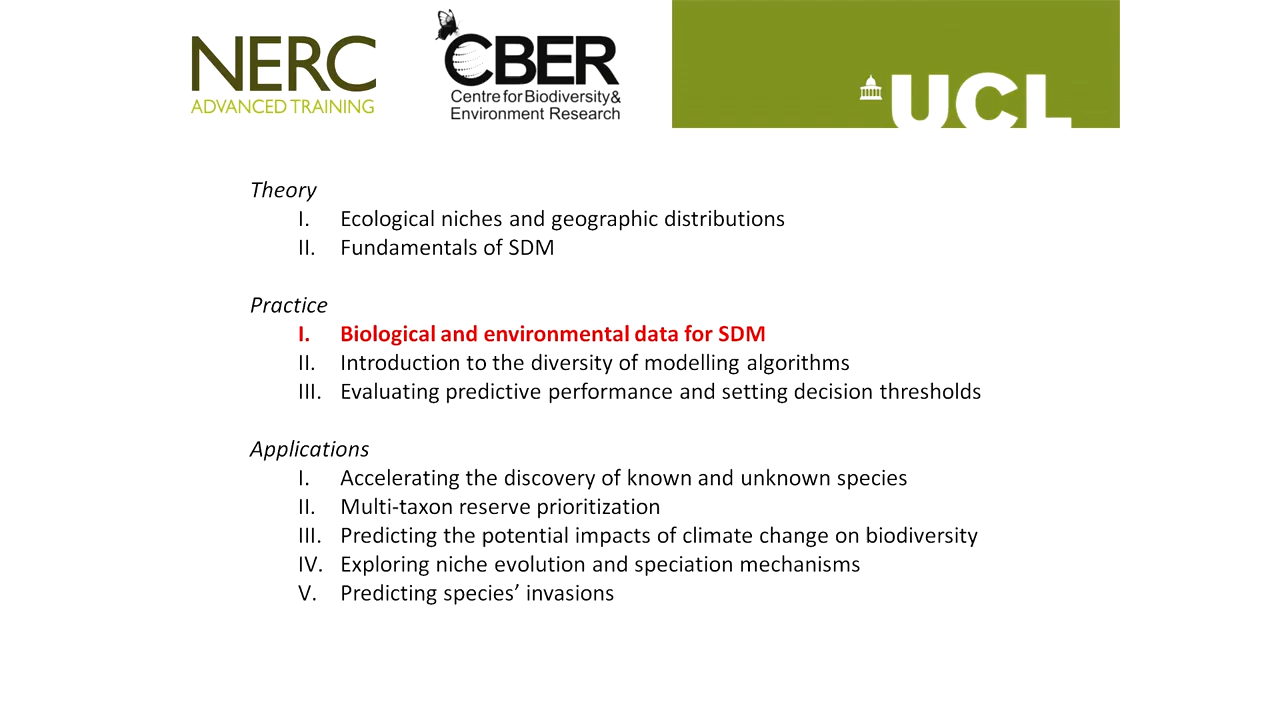 NERC
ADVANCED TRAINING
CBER
Centre for Biodiversity&
Environment Research
UCL
Theory
I. Ecological niches and geographic distributions
II. Fundamentals of SDM
Practice
I. Biological and environmental data for SDM
II. Introduction to the diversity of modelling algorithms
III. Evaluating predictive performance and setting decision thresholds
Applications
I. Accelerating the discovery of known and unknown species
II. Multi-taxon reserve prioritization
III. Predicting the potential impacts of climate change on biodiversity
IV. Exploring niche evolution and speciation mechanisms
V. Predicting species’ invasions